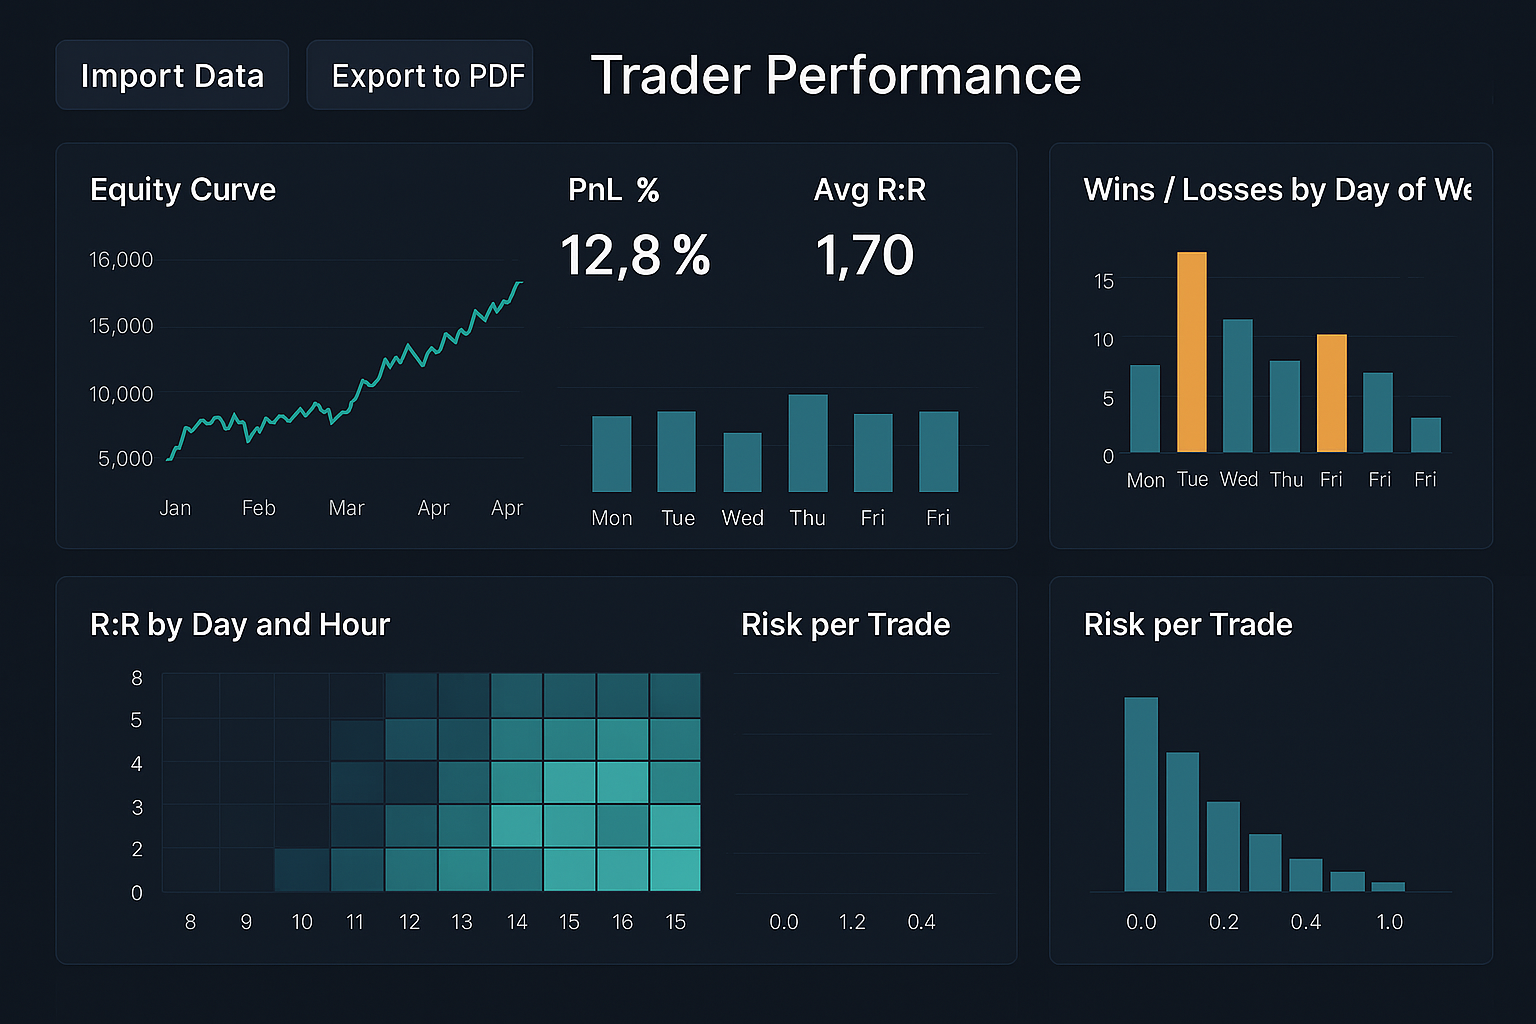 Import Data
Export to PDF
Trader Performance
Equity Curve
16,000
15,000
10,000
5,000
Jan Feb Mar Apr Apr
PnL %
12,8 %
Avg R:R
1,70
Mon Tue Wed Thu Fri Fri
Wins / Losses by Day of We
15
10
5
0
Mon Tue Wed Thu Fri Fri Fri
R:R by Day and Hour
8
5
4
3
2
0
8 9 10 11 12 13 14 15 16 15
Risk per Trade
0.0 1.2 0.4
Risk per Trade
0.0 0.2 0.4 1.0